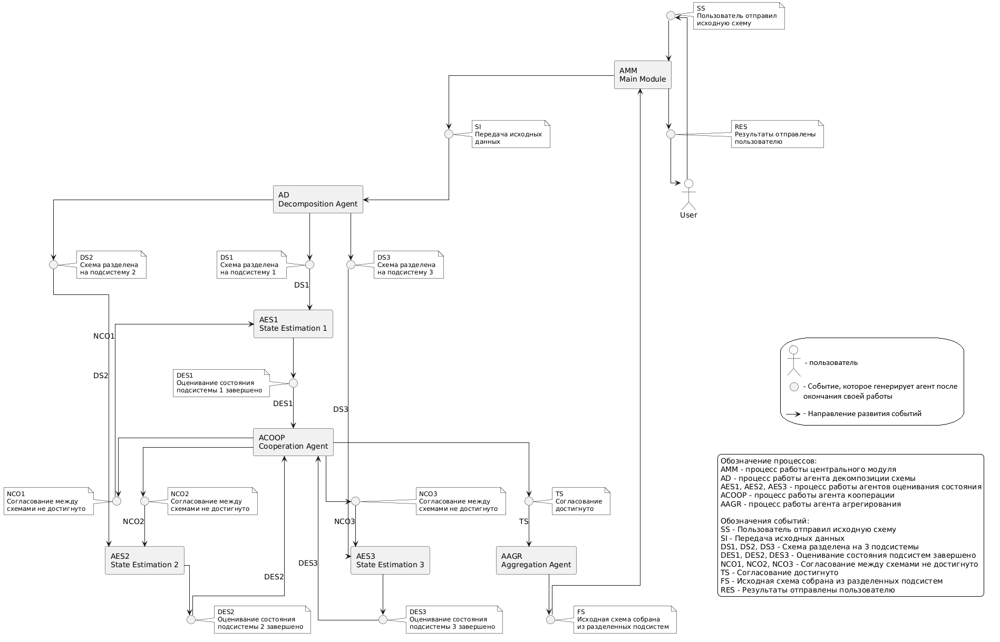 SS
Пользователь отправил
исходную схему
AMM
Main Module
SI
Передача исходных
данных
RES
Результаты отправлены
пользователю
AD
Decomposition Agent
User
DS2
Схема разделена
на подсистему 2
DS1
Схема разделена
на подсистему 1
DS3
Схема разделена
на подсистему 3
DS1
AES1
State Estimation 1
NCO1
DS2
DES1
Оценивание состояния
подсистемы 1 завершено
DES1
DS3
- пользователь
- Событие, которое генерирует агент после
окончания своей работы
- Направление развития событий
ACOOP
Cooperation Agent
NCO1
Согласование между
схемами не достигнуто
NCO2
Согласование между
схемами не достигнуто
NCO3
Согласование между
схемами не достигнуто
TS
Согласование
достигнуто
NCO2
NCO3
TS
AES2
State Estimation 2
AES3
State Estimation 3
AAGR
Aggregation Agent
DES3
DES2
DES2
Оценивание состояния
подсистемы 2 завершено
DES3
Оценивание состояния
подсистемы 3 завершено
FS
Исходная схема собрана
из разделенных подсистем
Обозначение процессов:
AMM - процесс работы центрального модуля
AD - процесс работы агента декомпозиции схемы
AES1, AES2, AES3 - процесс работы агентов оценивания состояния
ACOOP - процесс работы агента кооперации
AAGR - процесс работы агента агрегирования
Обозначения событий:
SS - Пользователь отправил исходную схему
SI - Передача исходных данных
DS1, DS2, DS3 - Схема разделена на 3 подсистемы
DES1, DES2, DES3 - Оценивание состояния подсистем завершено
NCO1, NCO2, NCO3 - Согласование между схемами не достигнуто
TS - Согласование достигнуто
FS - Исходная схема собрана из разделенных подсистем
RES - Результаты отправлены пользователю